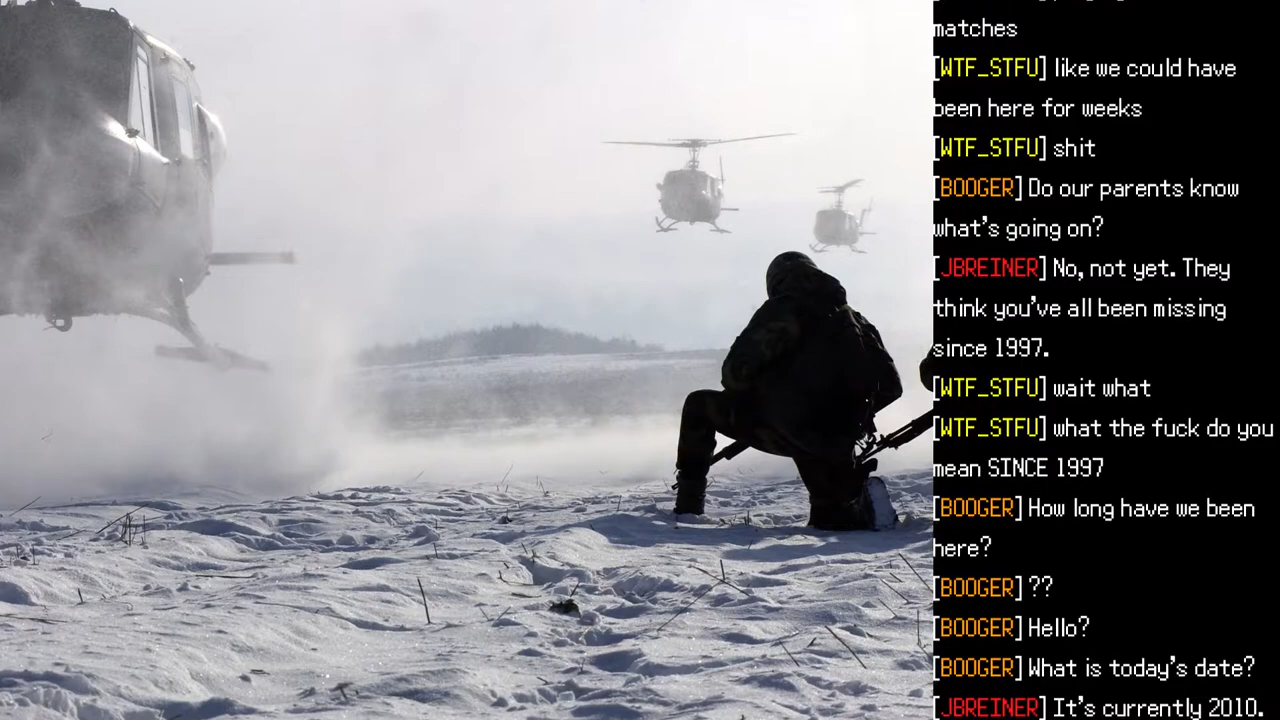 matches
[WTF_STFU] like we could have
been here for weeks
[WTF_STFU] shit
[BOOGER] Do our parents know
what's going on?
[JBREINER] No, not yet. They
think you've all been missing
since 1997.
[WTF_STFU] wait what
[WTF_STFU] what the fuck do you
mean SINCE 1997
[BOOGER] How long have we been
here?
[BOOGER] ??
[BOOGER] Hello?
[BOOGER] What is today's date?
[JBREINER] It's currently 2010.